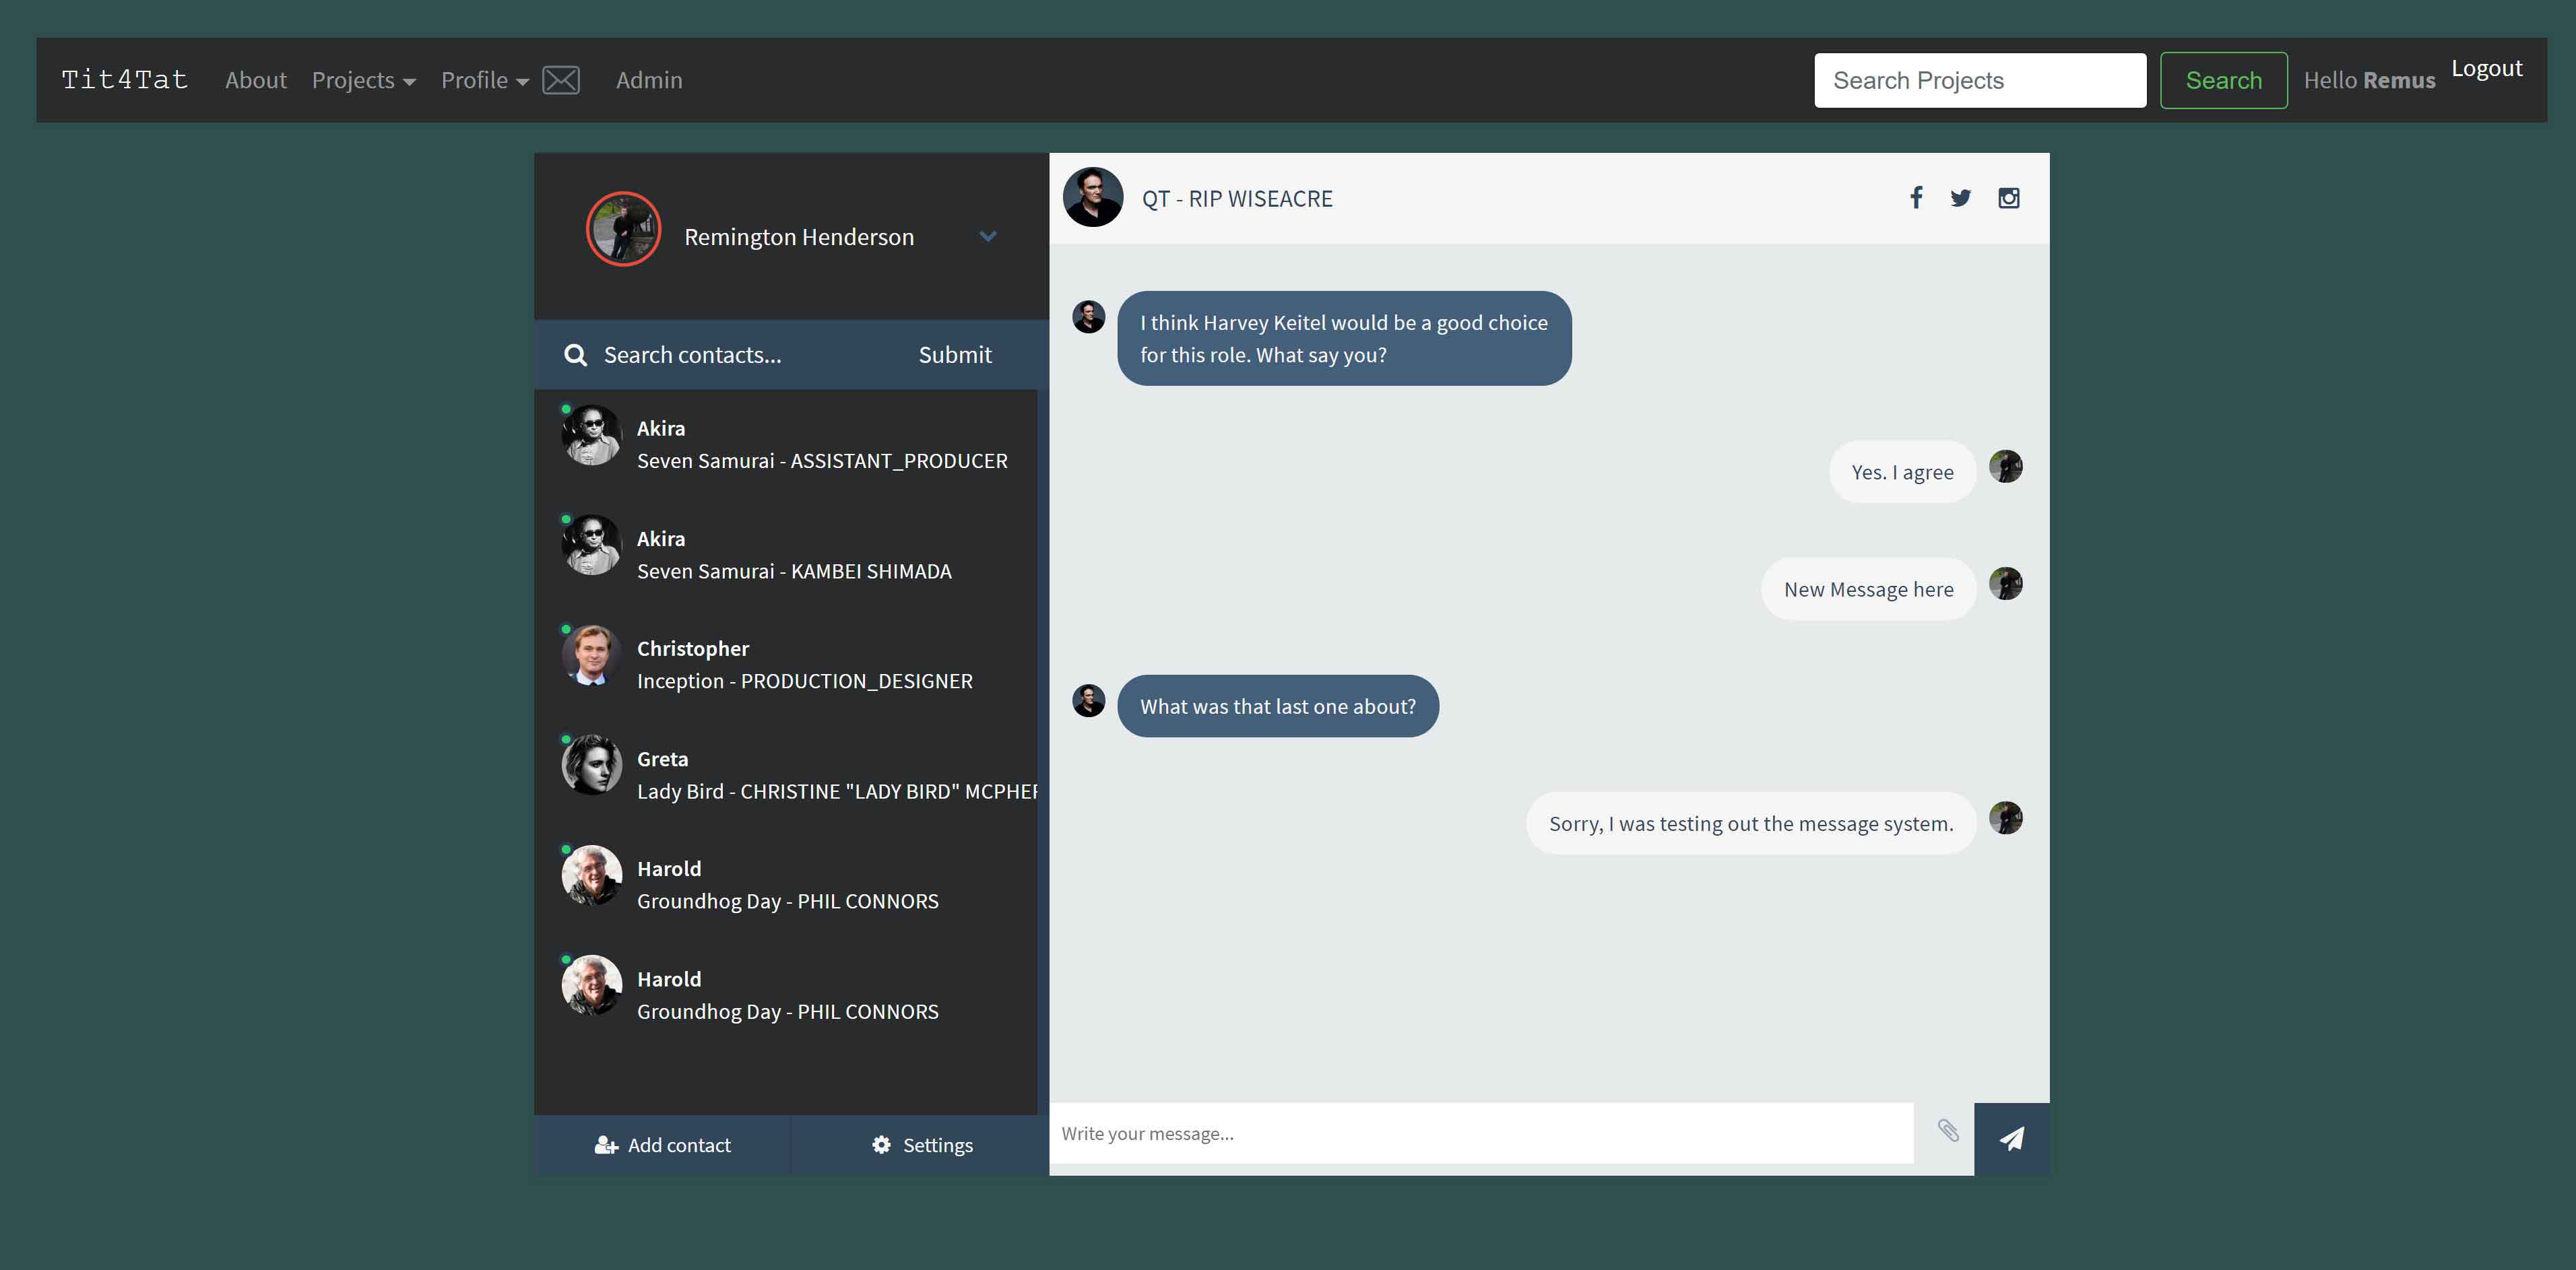 Tit4Tat About Projects Profile Admin Search Projects Search Hello Remus Logout
Remington Henderson
Search contacts... Submit
Akira
Seven Samurai - ASSISTANT_PRODUCER
Akira
Seven Samurai - KAMBEI SHIMADA
Christopher
Inception - PRODUCTION_DESIGNER
Greta
Lady Bird - CHRISTINE "LADY BIRD" MCPHER
Harold
Groundhog Day - PHIL CONNORS
Harold
Groundhog Day - PHIL CONNORS
Add contact Settings
QT - RIP WISEACRE
I think Harvey Keitel would be a good choice
for this role. What say you?
Yes. I agree
New Message here
What was that last one about?
Sorry, I was testing out the message system.
Write your message...